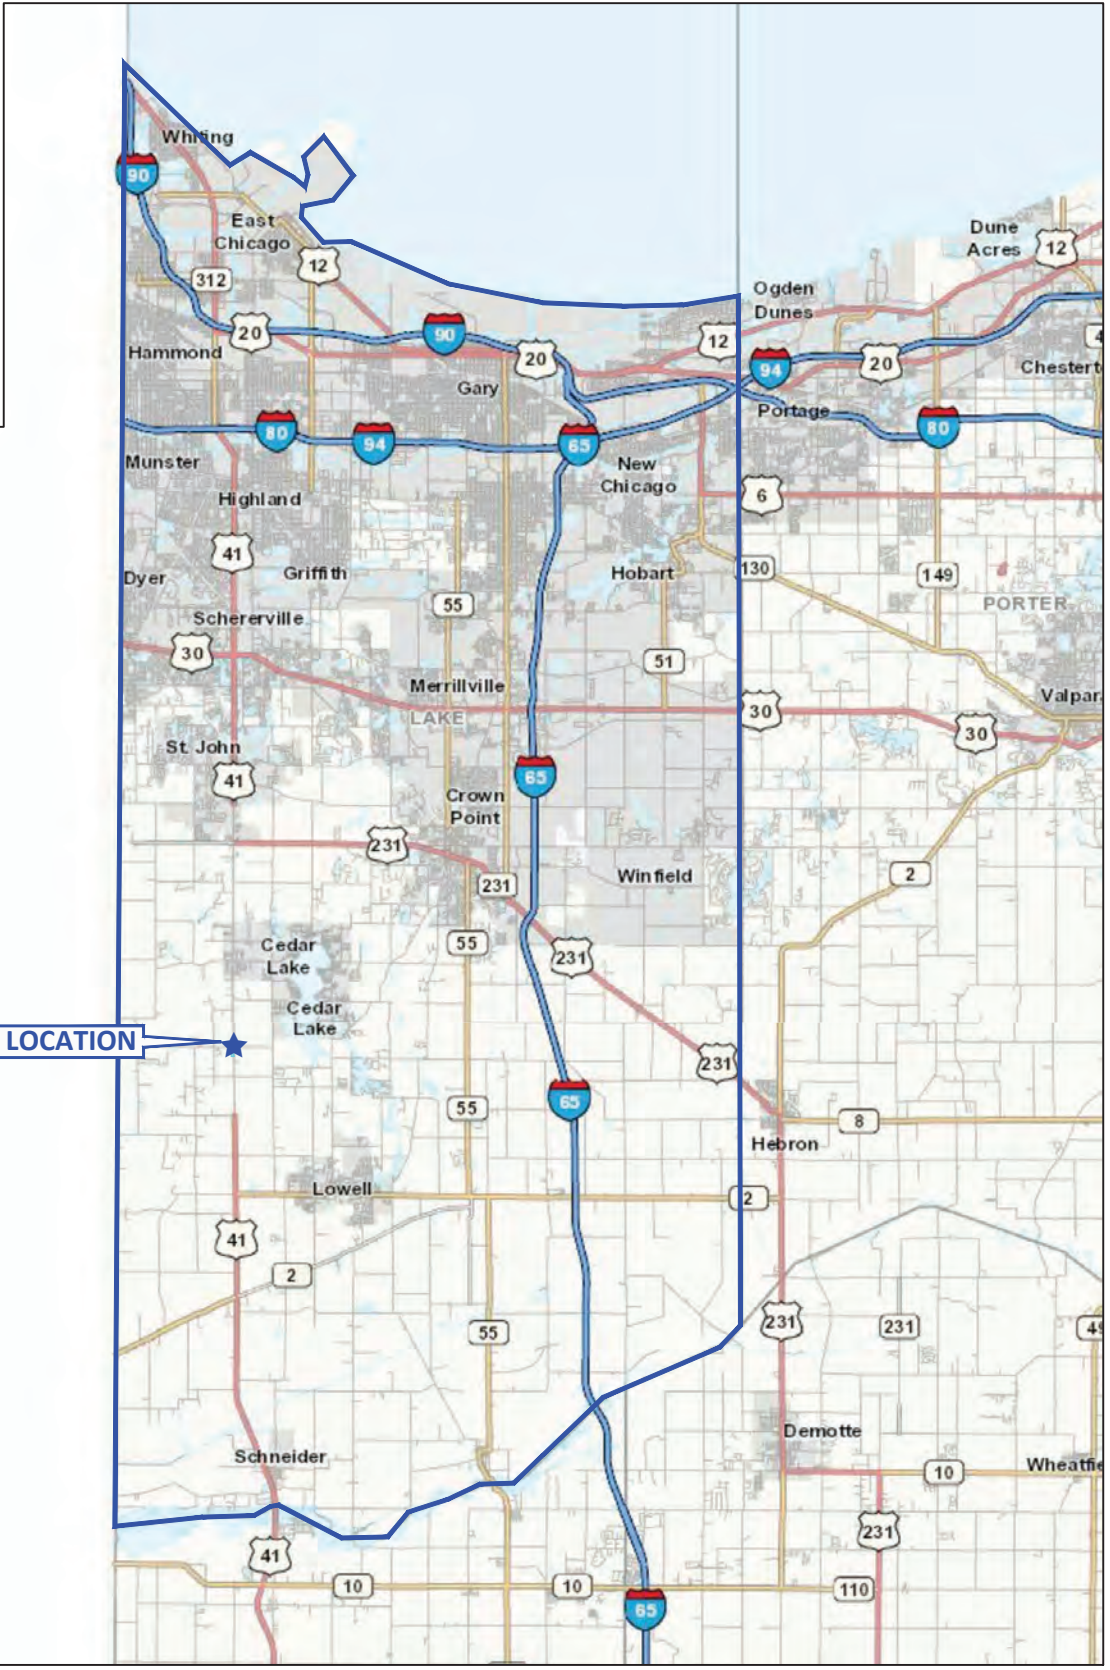 Whiting
90
East
Chicago
12
312
Dune
Acres
12
Ogden
Dunes
20
90
20
12
Hammond
94
20
Gary
Portage
80
94
65
80
Munster
New
Chicago
Highland
6
41
Dyer
Griffith
Hobart
130
149
55
PORTER
Schererville
30
51
Merrillville
LAKE
30
30
St. John
41
65
Crown
Point
231
231
Winfield
2
55
Cedar
Lake
231
Cedar
Lake
LOCATION
231
55
65
8
Hebron
Lowell
2
41
2
55
231
231
Schneider
Demotte
10
41
231
10
10
110
65